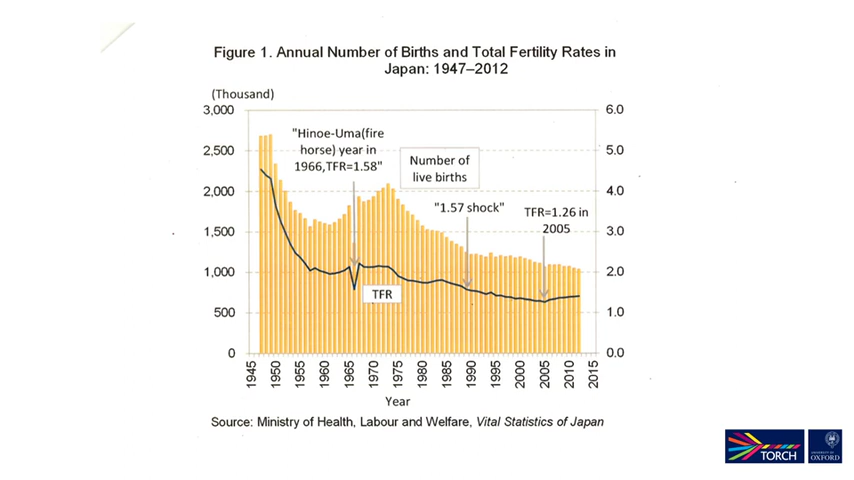 Figure 1. Annual Number of Births and Total Fertility Rates in
Japan: 1947–2012
(Thousand)
3,000
2,500
2,000
1,500
1,000
500
0
6.0
5.0
4.0
3.0
2.0
1.0
0.0
"Hinoe-Uma(fire
horse) year in
1966,TFR=1.58"
Number of
live births
"1.57 shock"
TFR=1.26 in
2005
TFR
1945
1950
1955
1960
1965
1970
1975
1980
1985
1990
1995
2000
2005
2010
2015
Year
Source: Ministry of Health, Labour and Welfare, Vital Statistics of Japan
TORCH
UNIVERSITY OF
OXFORD